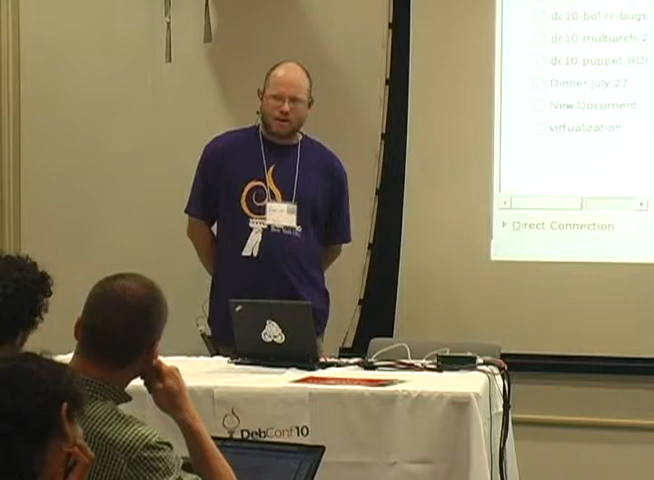 dc10-bof-rc-bugs
dc10-multiarch-2
dc10-puppet-BOF
Dinner July 27
New Document
virtualization
Direct Connection
DebConf10